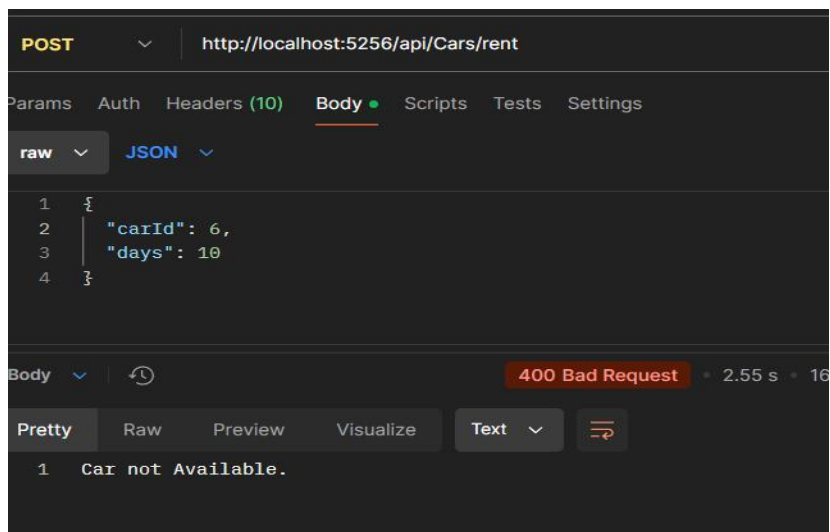 POST http://localhost:5256/api/Cars/rent
Params Auth Headers (10) Body Scripts Tests Settings
raw JSON
1 {
2 "carId": 6,
3 "days": 10
4 }
Body 400 Bad Request 2.55 s 16
Pretty Raw Preview Visualize Text
1 Car not Available.